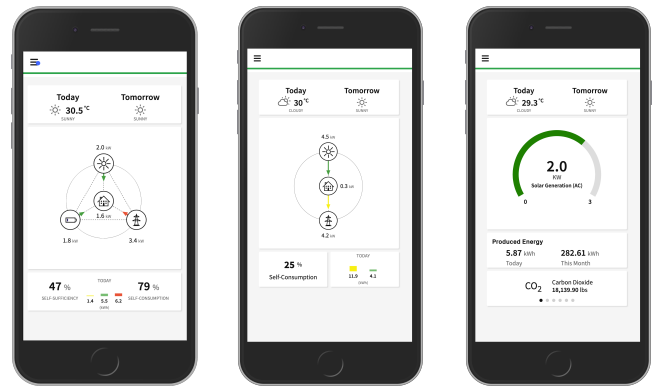 Today
Tomorrow
30.5 °C
SUNNY
SUNNY
2.0 kW
1.6 kW
1.8 kW
3.4 kW
47 %
SELF-SUFFICIENCY
TODAY
1.4 5.5 6.2
(kWh)
79 %
SELF-CONSUMPTION
Today
Tomorrow
30 °C
CLOUDY
SUNNY
4.5 kW
0.3 kW
4.2 kW
25 %
Self-Consumption
TODAY
11.9 4.1
(kWh)
Today
Tomorrow
29.3 °C
CLOUDY
SUNNY
2.0
KW
Solar Generation (AC)
0 3
Produced Energy
5.87 kWh 282.61 kWh
Today This Month
CO2
Carbon Dioxide
18,139.90 lbs